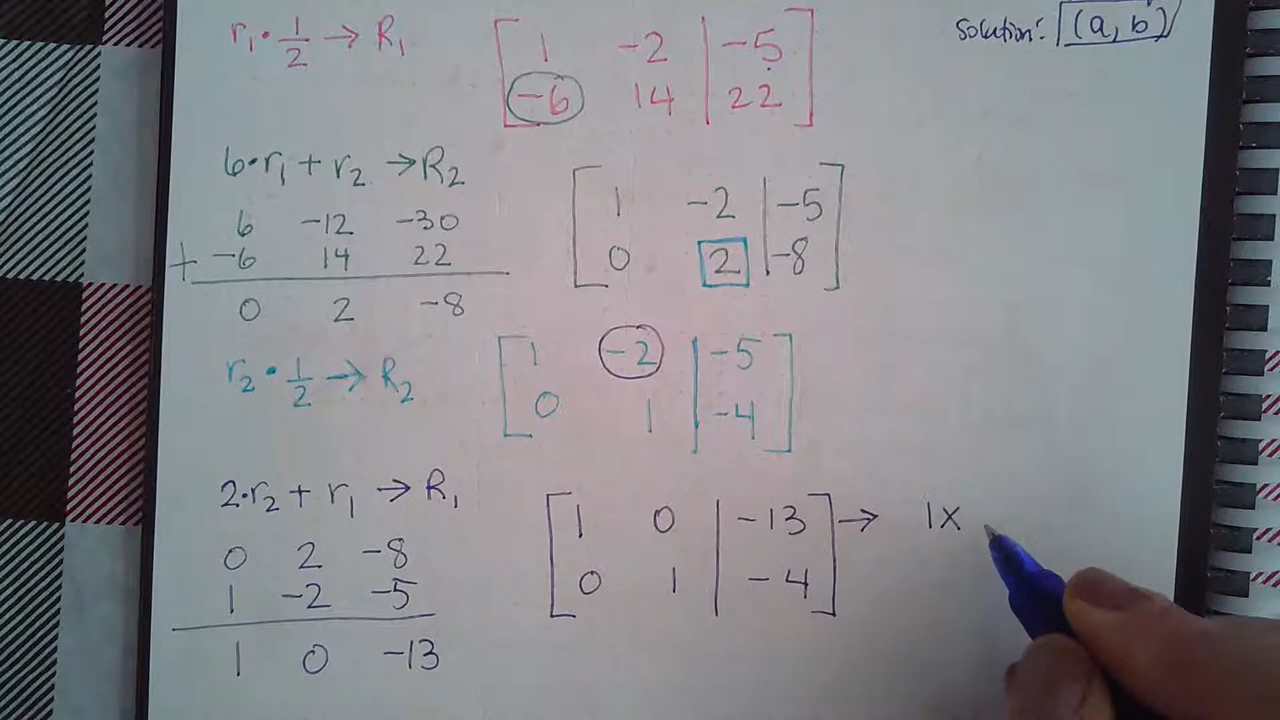 r₁ · 1/2 → R₁ [ 1 -2 | -5 ]
[ -6 14 | 22 ]
Solution: (a, b)
6·r₁ + r₂ → R₂
6 -12 -30
+ -6 14 22
0 2 -8
[ 1 -2 | -5 ]
[ 0 2 | -8 ]
r₂ · 1/2 → R₂
[ 1 -2 | -5 ]
[ 0 1 | -4 ]
2·r₂ + r₁ → R₁
0 2 -8
1 -2 -5
1 0 -13
[ 1 0 | -13 ] → 1x
[ 0 1 | -4 ]